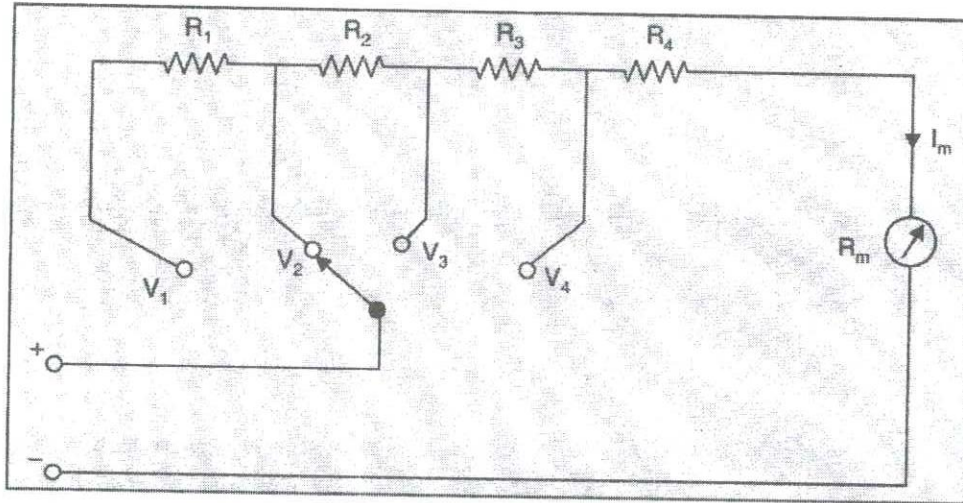 R₁ R₂ R₃ R₄
Iₘ
Rₘ
V₁ V₂ V₃ V₄
+
−